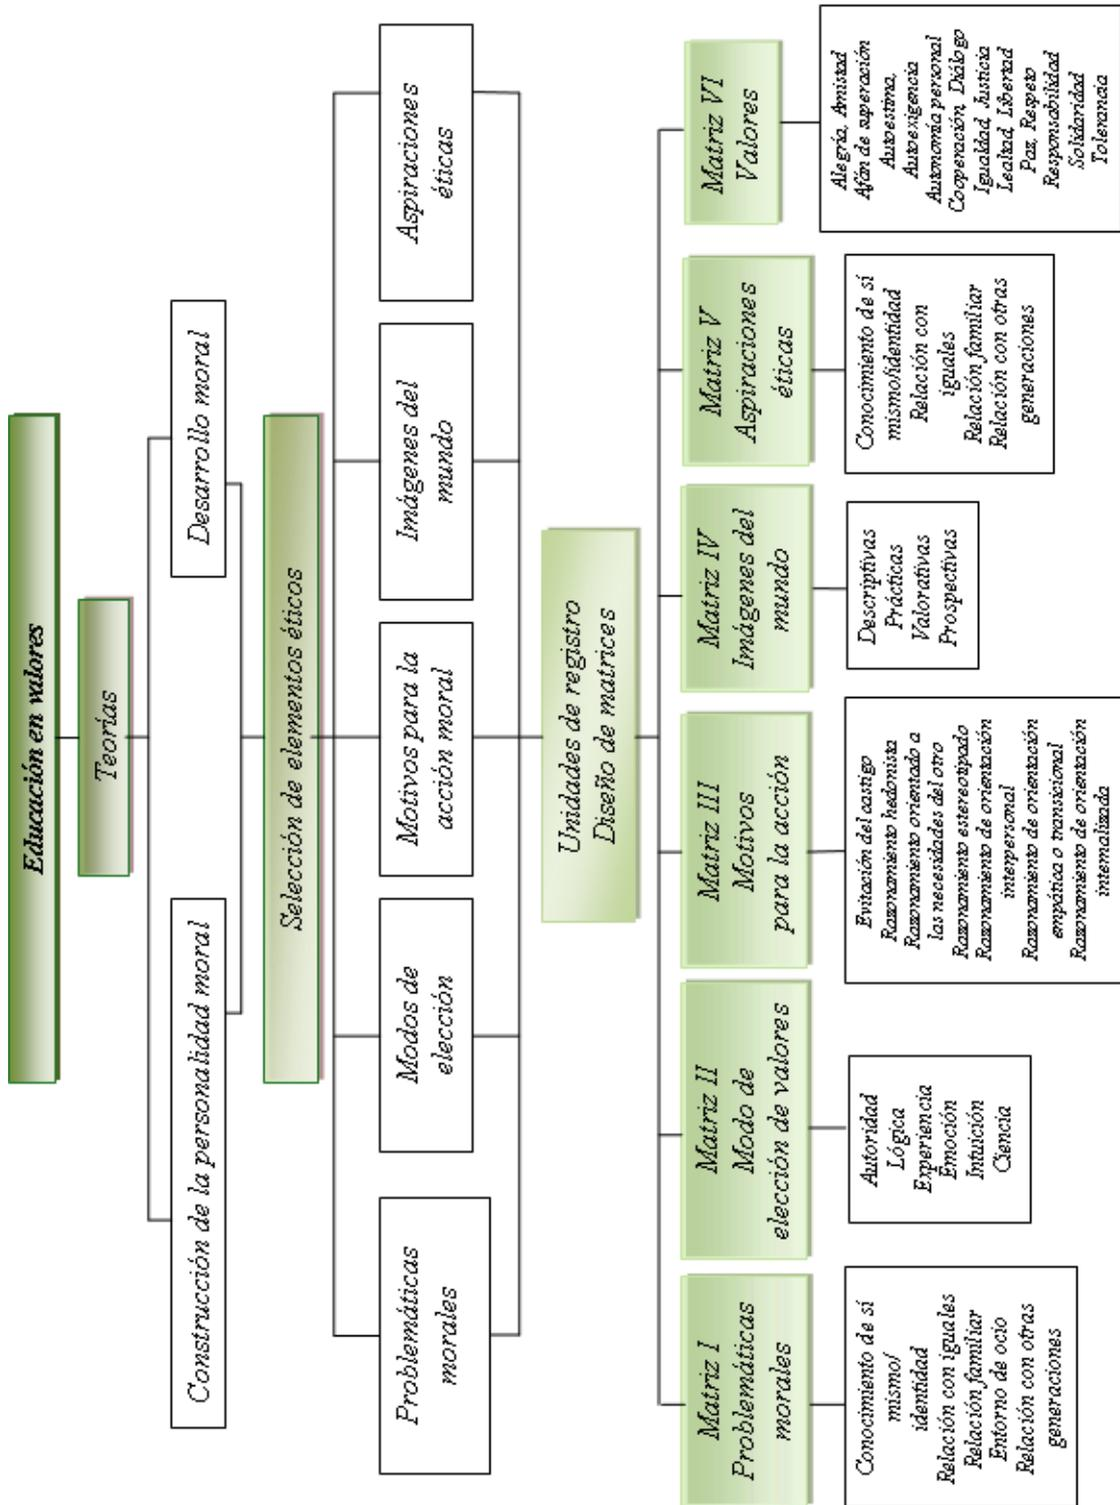 Educación en valores
Teorías
Construcción de la personalidad moral
Desarrollo moral
Selección de elementos éticos
Problemáticas
morales
Modos de
elección
Motivos para la
acción moral
Imágenes del
mundo
Aspiraciones
éticas
Unidades de registro
Diseño de matrices
Matriz I
Problemáticas
morales
Matriz II
Modo de
elección de valores
Matriz III
Motivos
para la acción
Matriz IV
Imágenes del
mundo
Matriz V
Aspiraciones
éticas
Matriz VI
Valores
Conocimiento de sí
mismo/
identidad
Relación con iguales
Relación familiar
Entorno de ocio
Relación con otras
generaciones
Autoridad
Lógica
Experiencia
Emoción
Intuición
Ciencia
Evitación del castigo
Razonamiento hedonista
Razonamiento orientado a
las necesidades del otro
Razonamiento estereotipado
Razonamiento de orientación
interpersonal
Razonamiento de orientación
empática o transicional
Razonamiento de orientación
internalizada
Descriptivas
Prácticas
Valorativas
Prospectivas
Conocimiento de sí
mismo/identidad
Relación con
iguales
Relación familiar
Relación con otras
generaciones
Alegría, Amistad
Afán de superación
Autoestima,
Autoexigencia
Autonomía personal
Cooperación, Diálogo
Igualdad, Justicia
Lealtad, Libertad
Paz, Respeto
Responsabilidad
Solidaridad
Tolerancia